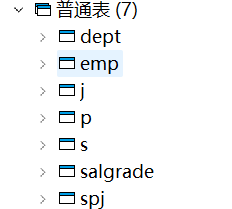 普通表 (7)
dept
emp
j
p
s
salgrade
spj